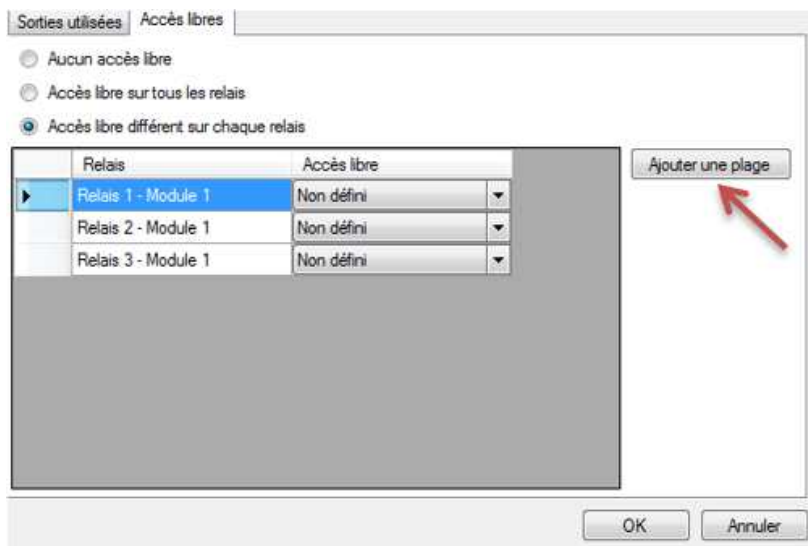 Sorties utilisées Accès libres
Aucun accès libre
Accès libre sur tous les relais
Accès libre différent sur chaque relais
Relais Accès libre Ajouter une plage
Relais 1 - Module 1 Non défini
Relais 2 - Module 1 Non défini
Relais 3 - Module 1 Non défini
OK Annuler